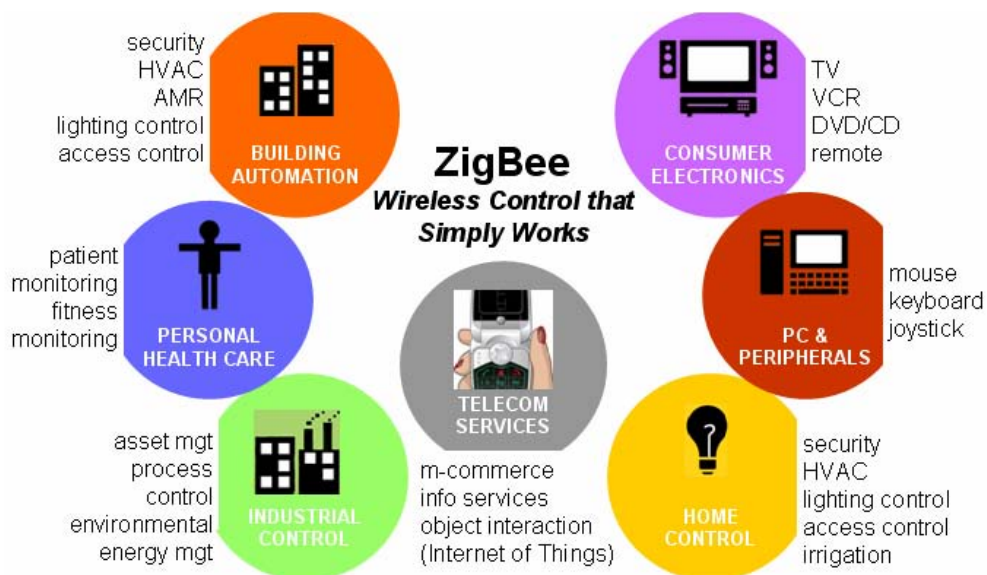 security
HVAC
AMR
lighting control
access control
BUILDING
AUTOMATION
TV
VCR
DVD/CD
remote
CONSUMER
ELECTRONICS
ZigBee
Wireless Control that
Simply Works
patient
monitoring
fitness
monitoring
PERSONAL
HEALTH CARE
mouse
keyboard
joystick
PC &
PERIPHERALS
TELECOM
SERVICES
m-commerce
info services
object interaction
(Internet of Things)
asset mgt
process
control
environmental
energy mgt
INDUSTRIAL
CONTROL
?
HOME
CONTROL
security
HVAC
lighting control
access control
irrigation